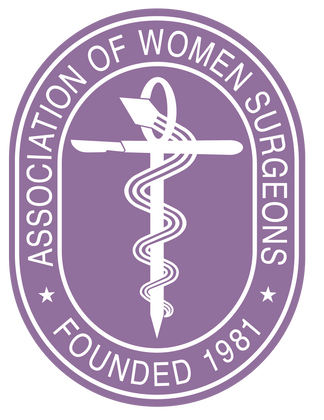 ASSOCIATION OF WOMEN SURGEONS
FOUNDED 1981